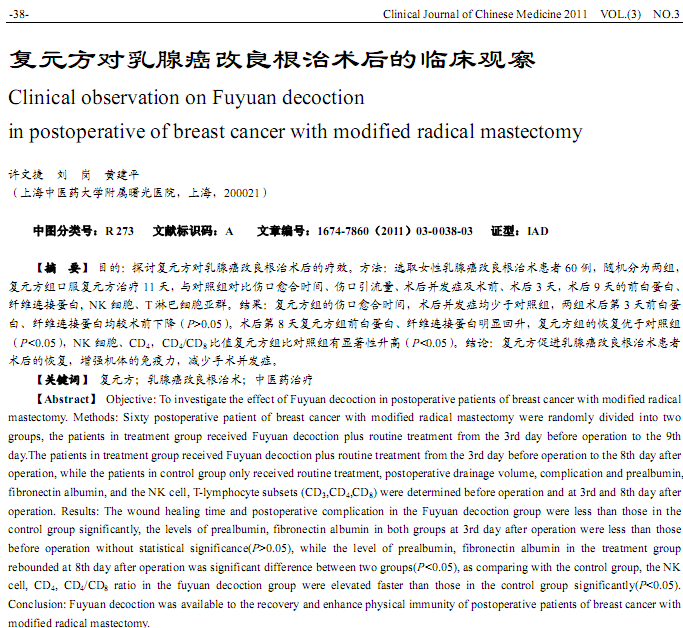 -38- Clinical Journal of Chinese Medicine 2011 VOL.(3) NO.3
复元方对乳腺癌改良根治术后的临床观察
Clinical observation on Fuyuan decoction
in postoperative of breast cancer with modified radical mastectomy
许文捷 刘 岗 黄建平
（上海中医药大学附属曙光医院，上海，200021）
中图分类号：R 273 文献标识码：A 文章编号：1674-7860（2011）03-0038-03 证型：IAD
【摘 要】 目的：探讨复元方对乳腺癌改良根治术后的疗效。方法：选取女性乳腺癌改良根治术患者 60 例，随机分为两组，
复元方组口服复元方治疗 11 天，与对照组对比伤口愈合时间、伤口引流量、术后并发症及术前、术后 3 天，术后 9 天的前白蛋白、
纤维连接蛋白, NK 细胞、T 淋巴细胞亚群。结果：复元方组的伤口愈合时间，术后并发症均少于对照组，两组术后第 3 天前白蛋
白、纤维连接蛋白均较术前下降（P>0.05）。术后第 8 天复元方组前白蛋白、纤维连接蛋白明显回升，复元方组的恢复优于对照组
（P<0.05），NK 细胞、CD₄，CD₄/CD₈ 比值复元方组比对照组有显著性升高（P<0.05）。结论：复元方促进乳腺癌改良根治术患者
术后的恢复，增强机体的免疫力，减少手术并发症。
【关键词】 复元方；乳腺癌改良根治术；中医药治疗
【Abstract】 Objective: To investigate the effect of Fuyuan decoction in postoperative patients of breast cancer with modified radical
mastectomy. Methods: Sixty postoperative patient of breast cancer with modified radical mastectomy were randomly divided into two
groups, the patients in treatment group received Fuyuan decoction plus routine treatment from the 3rd day before operation to the 9th
day.The patients in treatment group received Fuyuan decoction plus routine treatment from the 3rd day before operation to the 8th day after
operation, while the patients in control group only received routine treatment, postoperative drainage volume, complication and prealbumin,
fibronectin albumin, and the NK cell, T-lymphocyte subsets (CD₃,CD₄,CD₈) were determined before operation and at 3rd and 8th day after
operation. Results: The wound healing time and postoperative complication in the Fuyuan decoction group were less than those in the
control group significantly, the levels of prealbumin, fibronectin albumin in both groups at 3rd day after operation were less than those
before operation without statistical significance(P>0.05), while the level of prealbumin, fibronectin albumin in the treatment group
rebounded at 8th day after operation was significant difference between two groups(P<0.05), as comparing with the control group, the NK
cell, CD₄, CD₄/CD₈ ratio in the fuyuan decoction group were elevated faster than those in the control group significantly(P<0.05).
Conclusion: Fuyuan decoction was available to the recovery and enhance physical immunity of postoperative patients of breast cancer with
modified radical mastectomy.